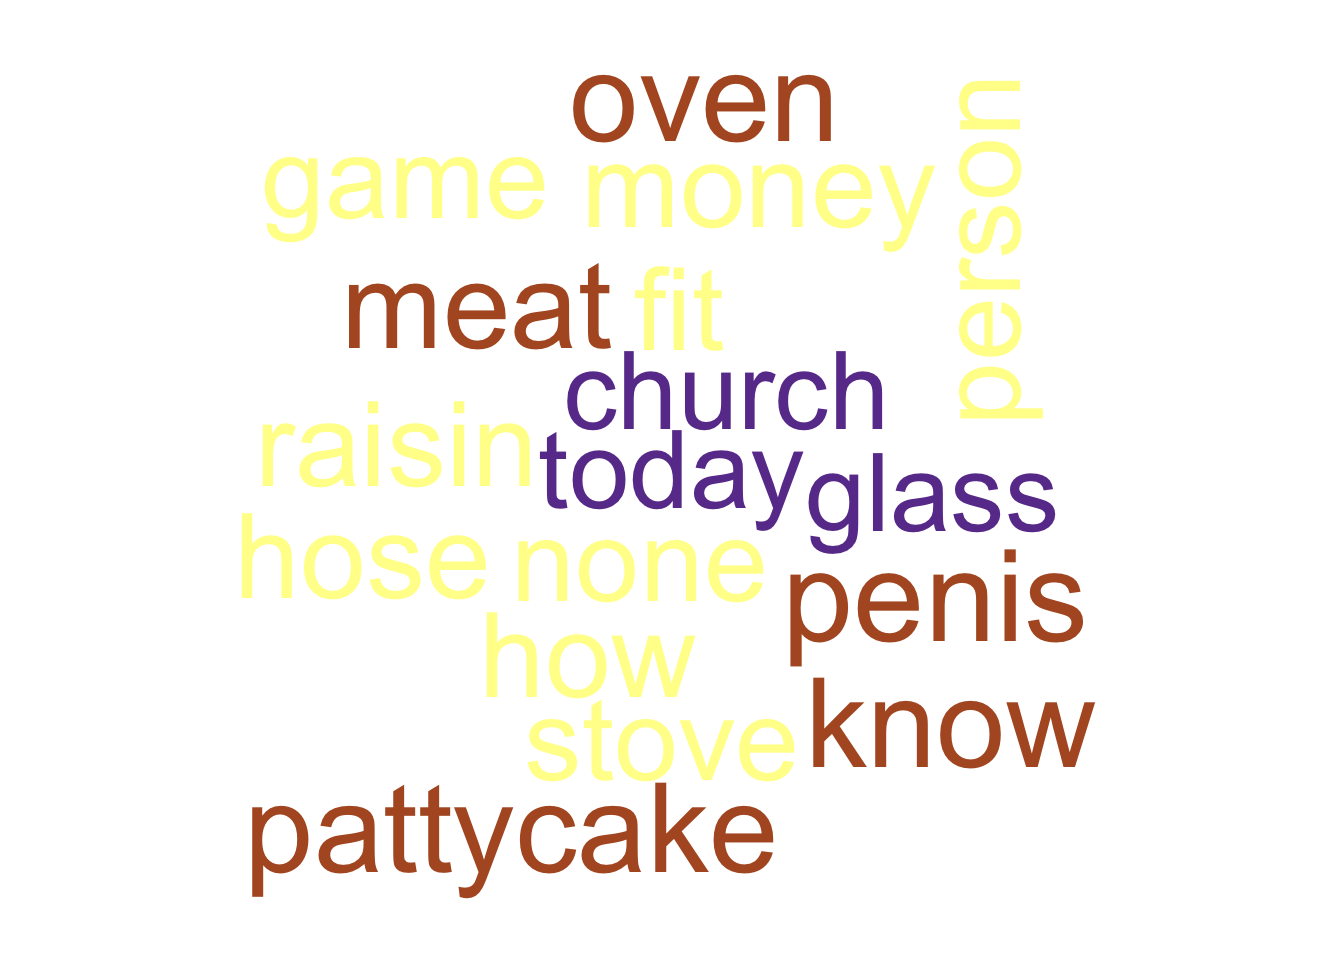 oven
person
game money
meat fit
church
raisin
today glass
hose none
penis
how
know
stove
pattycake